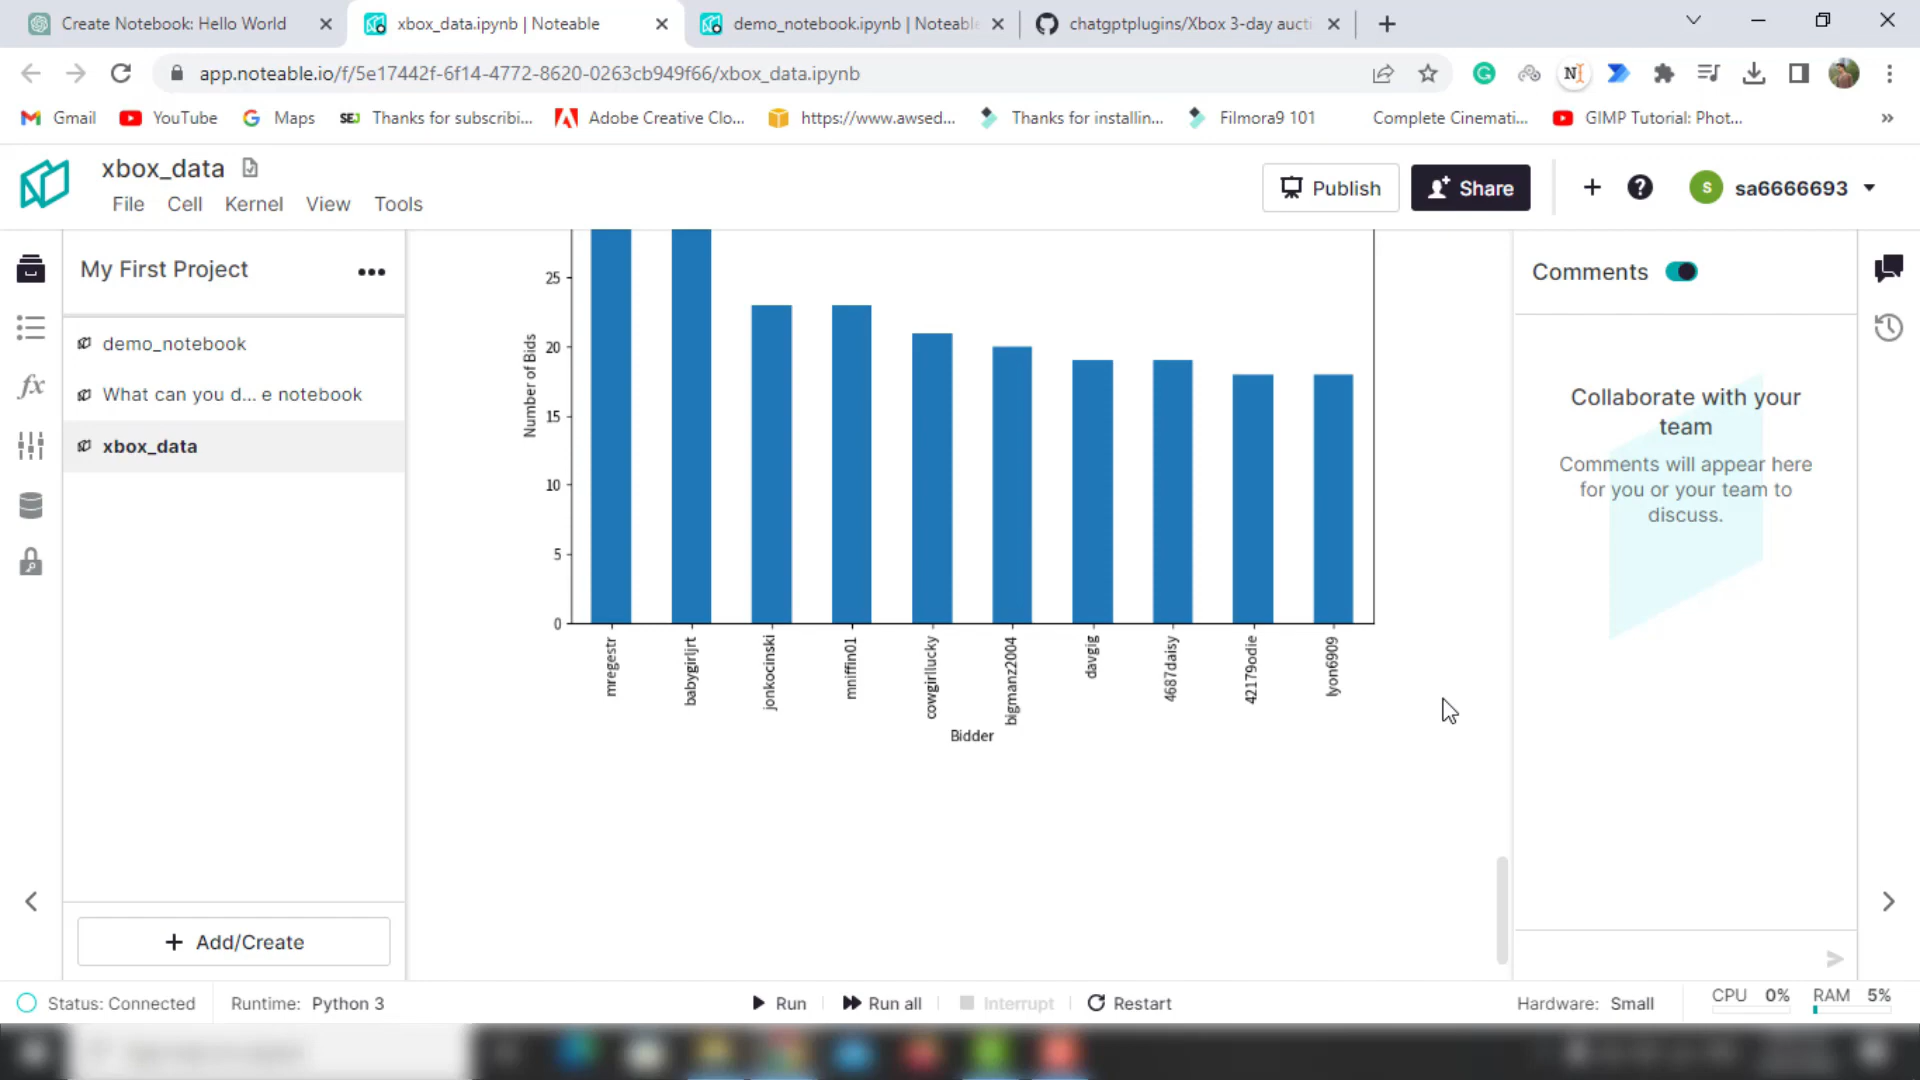 Create Notebook: Hello World
xbox_data.ipynb | Noteable
demo_notebook.ipynb | Noteable
chatgptplugins/Xbox 3-day aucti
app.noteable.io/f/5e17442f-6f14-4772-8620-0263cb949f66/xbox_data.ipynb
Gmail
YouTube
Maps
SEJ Thanks for subscribi...
Adobe Creative Clo...
https://www.awsed...
Thanks for installin...
Filmora9 101
Complete Cinemati...
GIMP Tutorial: Phot...
xbox_data
File Cell Kernel View Tools
Publish
Share
S sa6666693
My First Project
demo_notebook
What can you d... e notebook
xbox_data
Add/Create
Number of Bids
25
20
15
10
5
0
mregestr
babygirljrt
jonkocinski
mniffin01
cowgirllucky
bigmanz2004
davgig
4687daisy
42179odie
lyon6909
Bidder
Comments
Collaborate with your
team
Comments will appear here
for you or your team to
discuss.
Status: Connected
Runtime: Python 3
Run
Run all
Interrupt
Restart
Hardware: Small
CPU 0%
RAM 5%